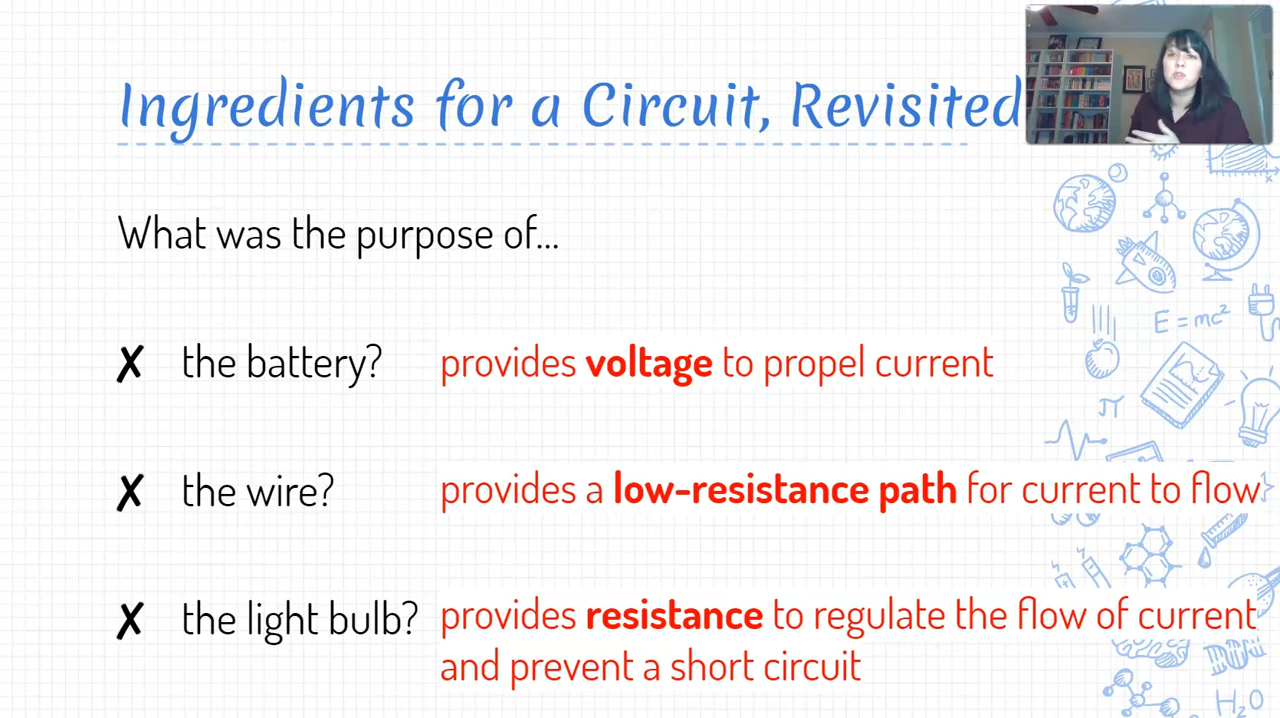 Ingredients for a Circuit, Revisited
What was the purpose of...
✗ the battery? provides voltage to propel current
✗ the wire? provides a low-resistance path for current to flow
✗ the light bulb? provides resistance to regulate the flow of current
and prevent a short circuit
E = mc²
π
H₂O